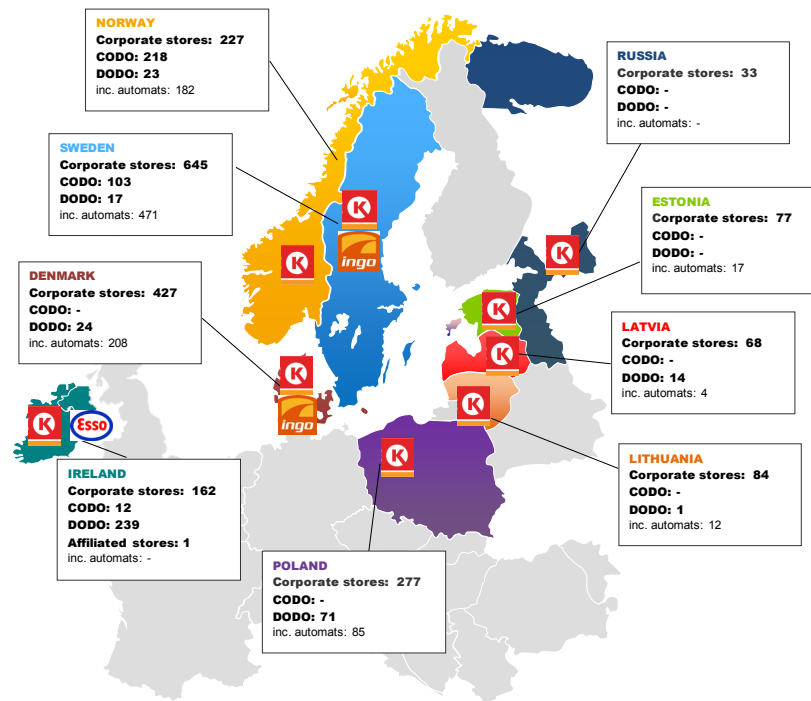 NORWAY
Corporate stores: 227
CODO: 218
DODO: 23
inc. automats: 182
RUSSIA
Corporate stores: 33
CODO: -
DODO: -
inc. automats: -
SWEDEN
Corporate stores: 645
CODO: 103
DODO: 17
inc. automats: 471
ESTONIA
Corporate stores: 77
CODO: -
DODO: -
inc. automats: 17
DENMARK
Corporate stores: 427
CODO: -
DODO: 24
inc. automats: 208
LATVIA
Corporate stores: 68
CODO: -
DODO: 14
inc. automats: 4
LITHUANIA
Corporate stores: 84
CODO: -
DODO: 1
inc. automats: 12
IRELAND
Corporate stores: 162
CODO: 12
DODO: 239
Affiliated stores: 1
inc. automats: -
POLAND
Corporate stores: 277
CODO: -
DODO: 71
inc. automats: 85
K
ingo
K
K
K
K
K
ingo
K
K
Esso
K